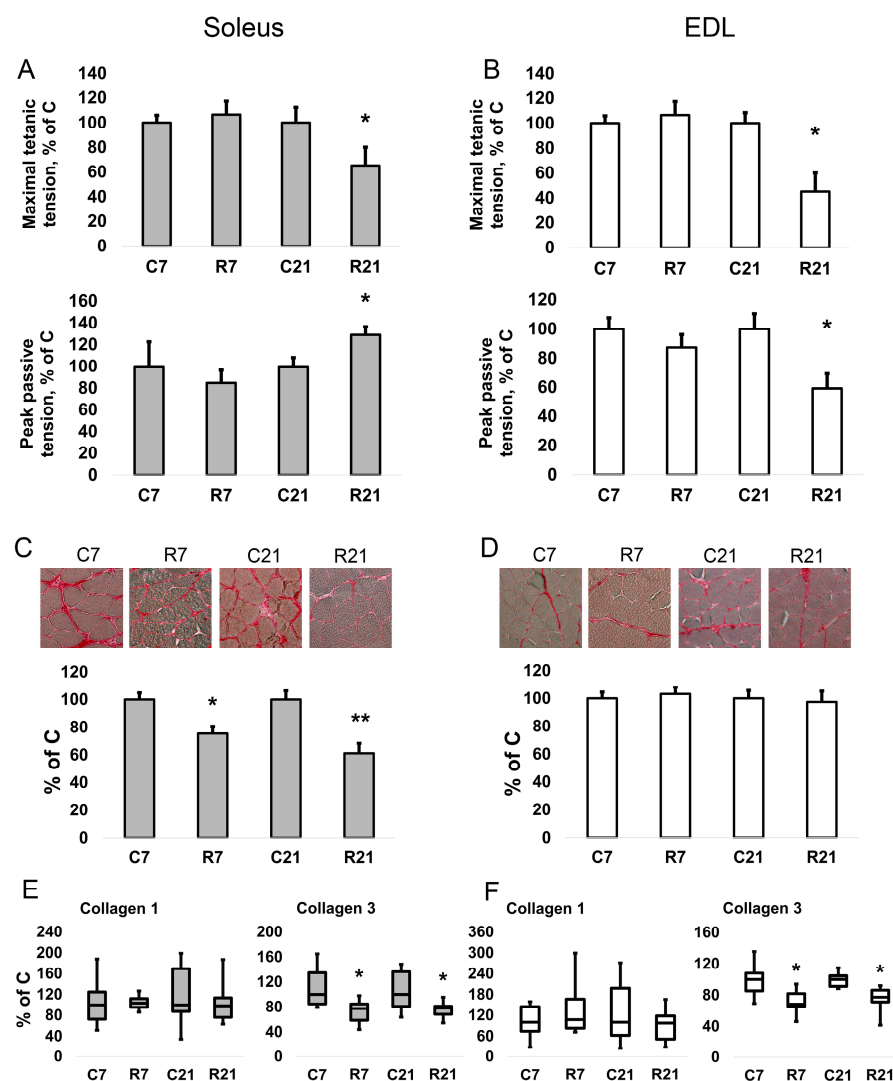 Soleus
EDL
A
Maximal tetanic
tension, % of C
140
120
100
80
60
40
20
0
*
C7 R7 C21 R21
B
Maximal tetanic
tension, % of C
140
120
100
80
60
40
20
0
*
C7 R7 C21 R21
Peak passive
tension, % of C
160
140
120
100
80
60
40
20
0
*
C7 R7 C21 R21
Peak passive
tension, % of C
120
100
80
60
40
20
0
*
C7 R7 C21 R21
C
C7 R7 C21 R21
% of C
120
100
80
60
40
20
0
* **
C7 R7 C21 R21
D
C7 R7 C21 R21
% of C
120
100
80
60
40
20
0
C7 R7 C21 R21
E
Collagen 1
% of C
240
200
160
120
80
40
0
C7 R7 C21 R21
Collagen 3
200
160
120
80
40
0
* *
C7 R7 C21 R21
F
Collagen 1
360
300
240
180
120
60
0
C7 R7 C21 R21
Collagen 3
160
120
80
40
0
* *
C7 R7 C21 R21